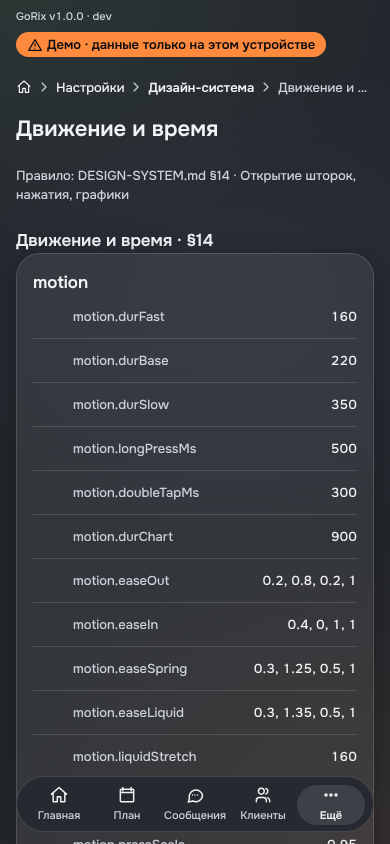 GoRix v1.0.0 · dev
Демо · данные только на этом устройстве
Настройки > Дизайн-система > Движение и ...
Движение и время
Правило: DESIGN-SYSTEM.md §14 · Открытие шторок,
нажатия, графики
Движение и время · §14
motion
motion.durFast 160
motion.durBase 220
motion.durSlow 350
motion.longPressMs 500
motion.doubleTapMs 300
motion.durChart 900
motion.easeOut 0.2, 0.8, 0.2, 1
motion.easeIn 0.4, 0, 1, 1
motion.easeSpring 0.3, 1.25, 0.5, 1
motion.easeLiquid 0.3, 1.35, 0.5, 1
motion.liquidStretch 160
Главная План Сообщения Клиенты Ещё